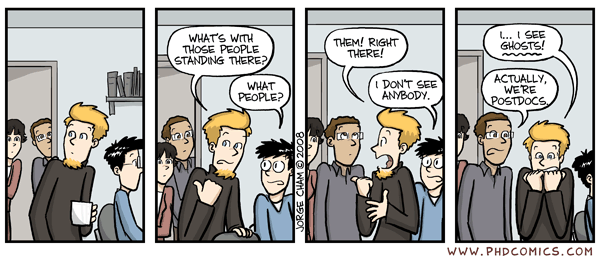 WHAT'S WITH
THOSE PEOPLE
STANDING THERE?
WHAT
PEOPLE?
JORGE CHAM © 2008
THEM! RIGHT
THERE!
I DON'T SEE
ANYBODY.
I... I SEE
GHOSTS!
ACTUALLY,
WE'RE
POSTDOCS.
WWW.PHDCOMICS.COM